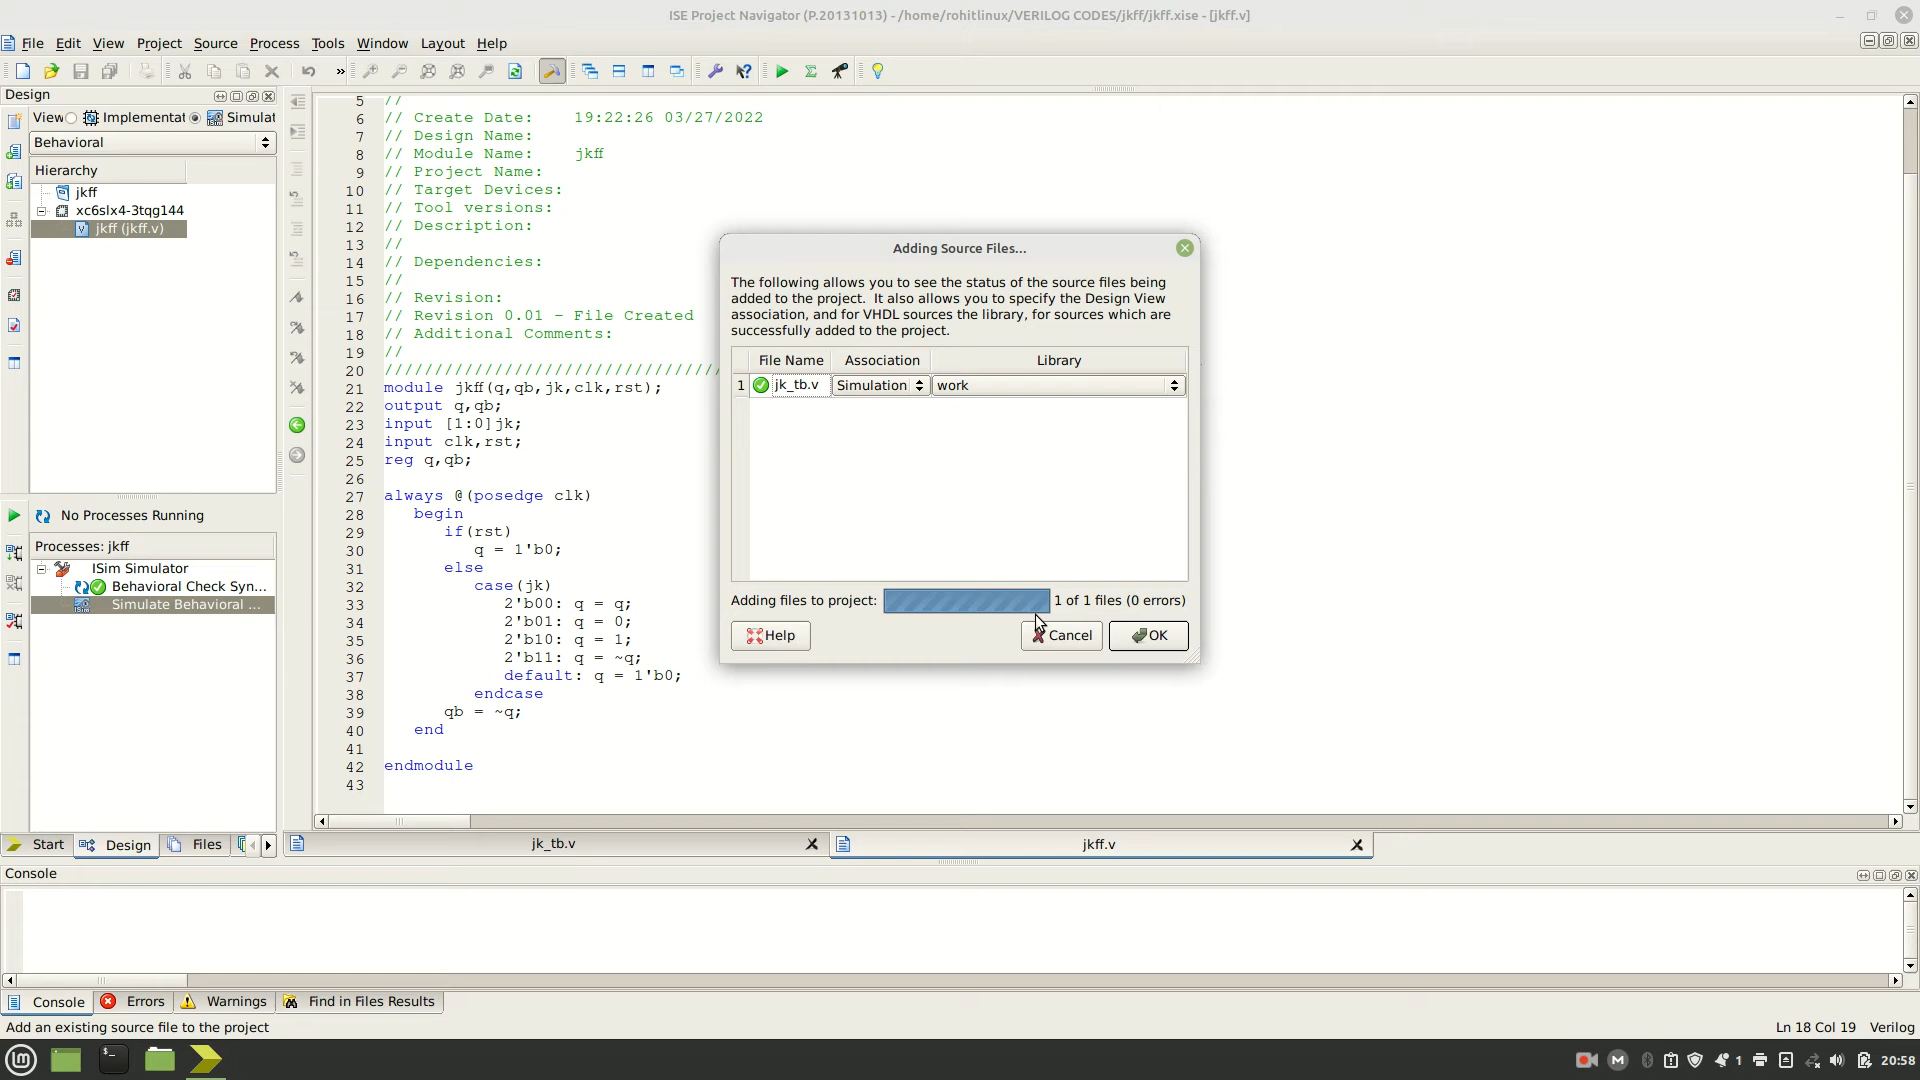 ISE Project Navigator (P.20131013) - /home/rohitlinux/VERILOG CODES/jkff/jkff.xise - [jkff.v]
File Edit View Project Source Process Tools Window Layout Help
»
Design
View Implementat Simulat
Behavioral
Hierarchy
jkff
xc6slx4-3tqg144
jkff (jkff.v)
No Processes Running
Processes: jkff
ISim Simulator
Behavioral Check Syn...
Simulate Behavioral ...
Start Design Files
5 //
6 // Create Date: 19:22:26 03/27/2022
7 // Design Name:
8 // Module Name: jkff
9 // Project Name:
10 // Target Devices:
11 // Tool versions:
12 // Description:
13 //
14 // Dependencies:
15 //
16 // Revision:
17 // Revision 0.01 - File Created
18 // Additional Comments:
19 //
20 //////////////////////////////////
21 module jkff(q,qb,jk,clk,rst);
22 output q,qb;
23 input [1:0]jk;
24 input clk,rst;
25 reg q,qb;
26
27 always @(posedge clk)
28 begin
29 if(rst)
30 q = 1'b0;
31 else
32 case(jk)
33 2'b00: q = q;
34 2'b01: q = 0;
35 2'b10: q = 1;
36 2'b11: q = ~q;
37 default: q = 1'b0;
38 endcase
39 qb = ~q;
40 end
41
42 endmodule
43
Adding Source Files...
The following allows you to see the status of the source files being
added to the project. It also allows you to specify the Design View
association, and for VHDL sources the library, for sources which are
successfully added to the project.
File Name Association Library
1 jk_tb.v Simulation work
Adding files to project: 1 of 1 files (0 errors)
Help Cancel OK
jk_tb.v jkff.v
Console
Console Errors Warnings Find in Files Results
Add an existing source file to the project Ln 18 Col 19 Verilog
1 20:58